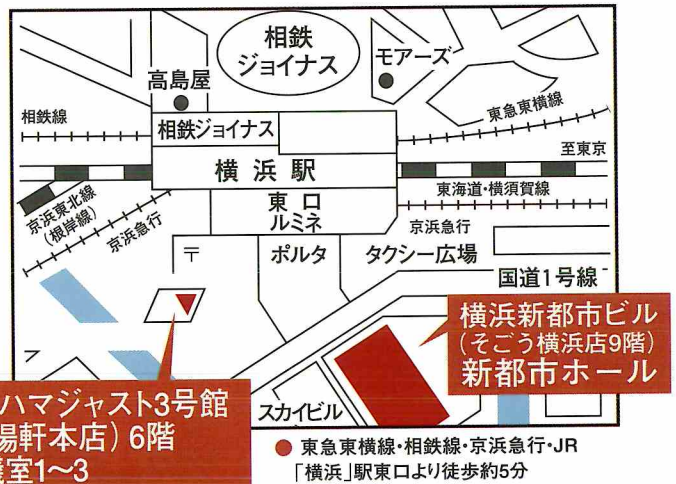 相鉄
ジョイナス
モアーズ
高島屋
相鉄線
東急東横線
相鉄ジョイナス
至東京
横浜駅
東海道・横須賀線
京浜東北線
(根岸線)
東口
ルミネ
京浜急行
京浜急行
〒
ポルタ
タクシー広場
国道1号線
横浜新都市ビル
(そごう横浜店9階)
新都市ホール
スカイビル
ハマジャスト3号館
陽軒本店)6階
室1〜3
● 東急東横線・相鉄線・京浜急行・JR
「横浜」駅東口より徒歩約5分